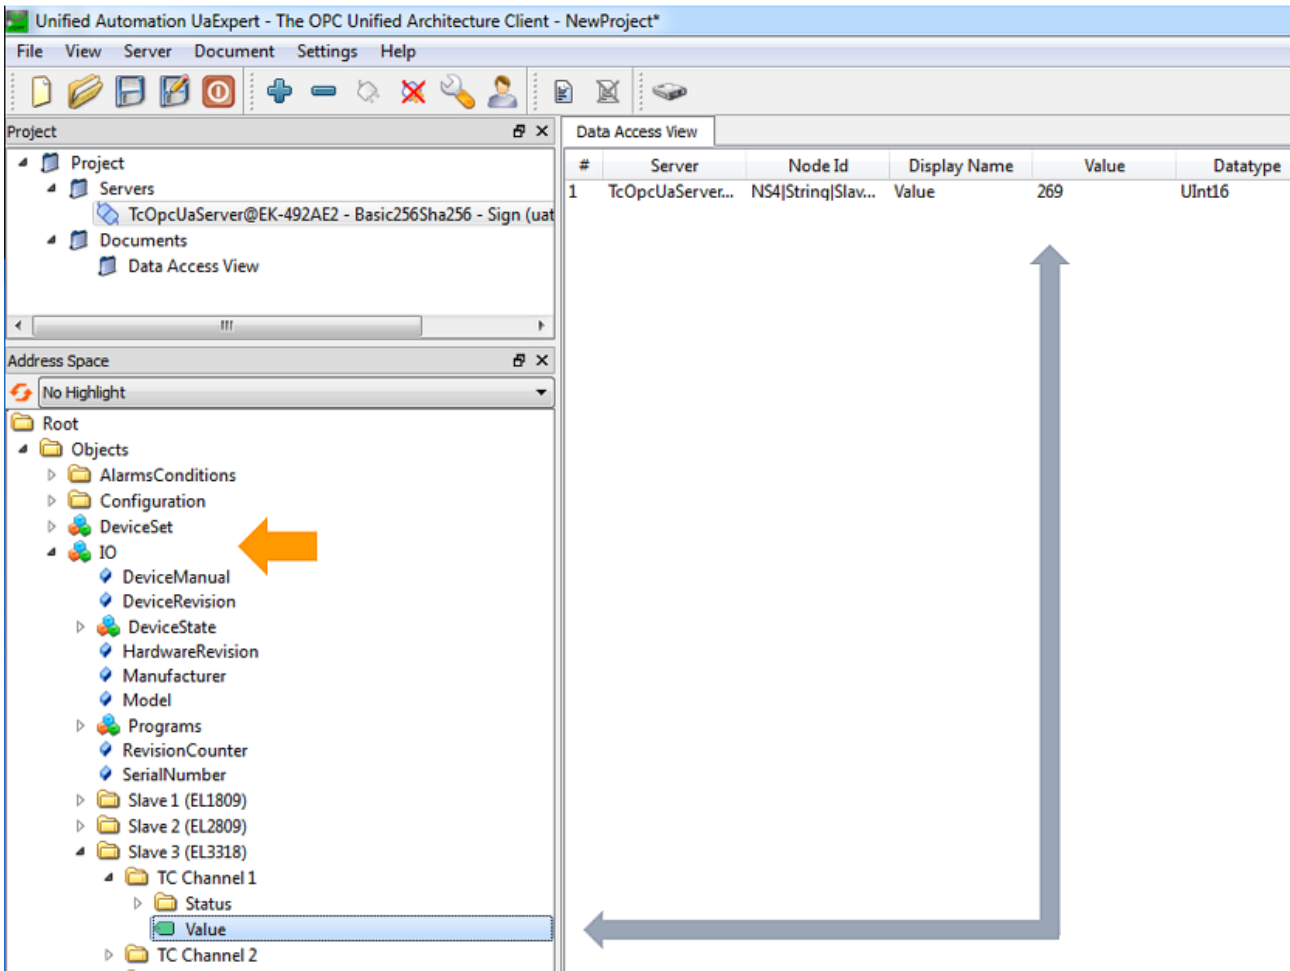 Unified Automation UaExpert - The OPC Unified Architecture Client - NewProject*
File View Server Document Settings Help
Project
Data Access View
Project
Servers
TcOpcUaServer@EK-492AE2 - Basic256Sha256 - Sign (uat
Documents
Data Access View
# Server Node Id Display Name Value Datatype
1 TcOpcUaServer... NS4|String|Slav... Value 269 UInt16
Address Space
No Highlight
Root
Objects
AlarmsConditions
Configuration
DeviceSet
IO
DeviceManual
DeviceRevision
DeviceState
HardwareRevision
Manufacturer
Model
Programs
RevisionCounter
SerialNumber
Slave 1 (EL1809)
Slave 2 (EL2809)
Slave 3 (EL3318)
TC Channel 1
Status
Value
TC Channel 2